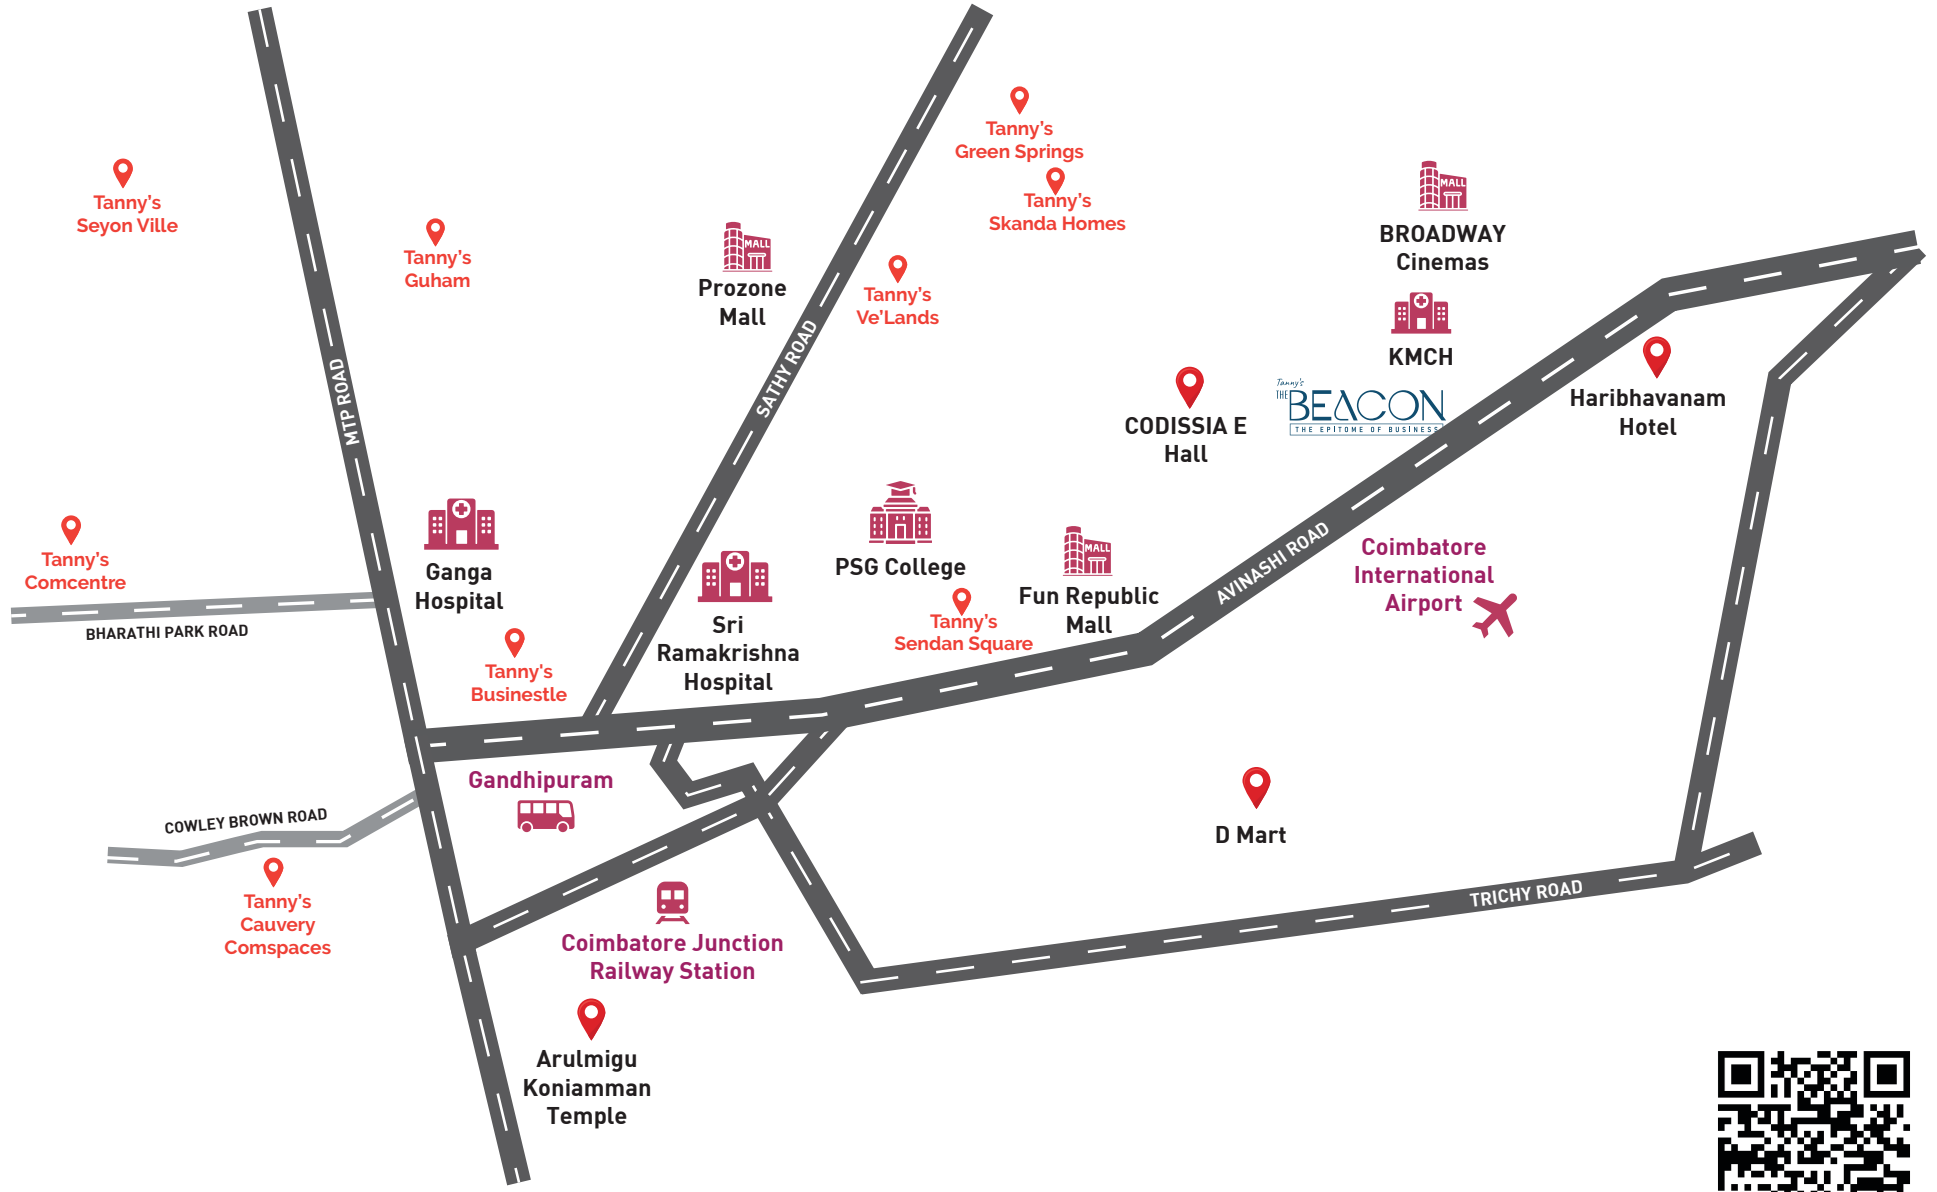 Tanny's
Green Springs
Tanny's
Seyon Ville
Tanny's
Skanda Homes
MALL
BROADWAY
Cinemas
Tanny's
Guham
MALL
Prozone
Mall
Tanny's
Ve'Lands
KMCH
SATHY ROAD
MTP ROAD
CODISSIA E
Hall
Tanny's
THE
BEACON
THE EPITOME OF BUSINESS
Haribhavanam
Hotel
Tanny's
Comcentre
BHARATHI PARK ROAD
Ganga
Hospital
Tanny's
Businestle
Sri
Ramakrishna
Hospital
PSG College
Tanny's
Sendan Square
MALL
Fun Republic
Mall
AVINASHI ROAD
Coimbatore
International
Airport
Gandhipuram
COWLEY BROWN ROAD
D Mart
Tanny's
Cauvery
Comspaces
Coimbatore Junction
Railway Station
TRICHY ROAD
Arulmigu
Koniamman
Temple